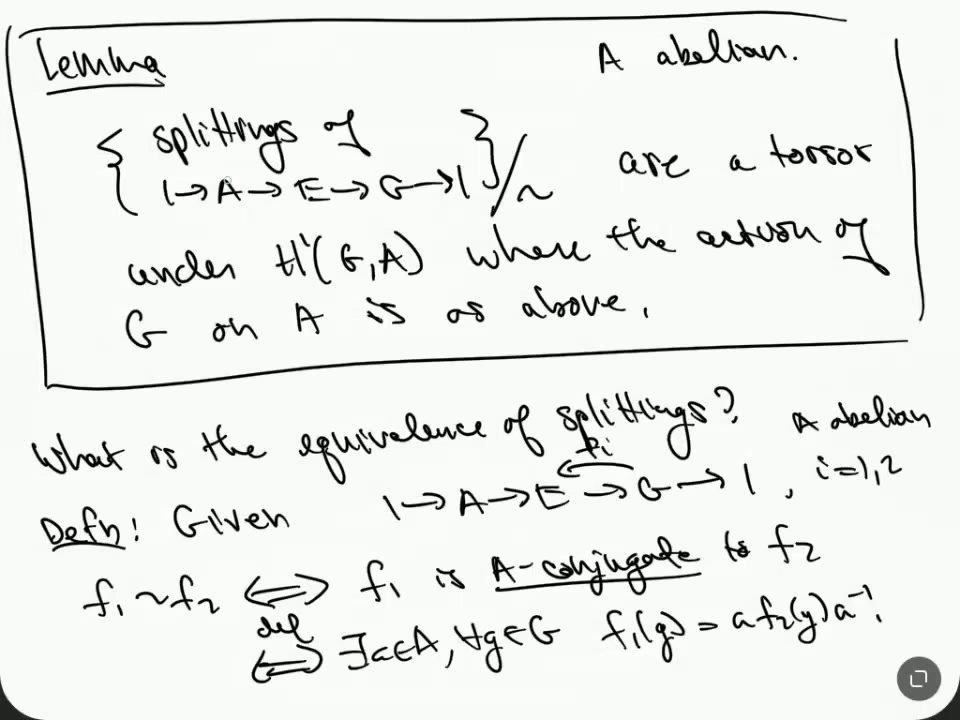 Lemma A abelian.
{ splittings of
1→A→E→G→1 }/~ are a torsor
under H¹(G,A) where the action of
G on A is as above.
What is the equivalence of splittings? A abelian
Defn: Given 1→A→E→G→1, i=1,2
fi
f₁~f₂ ⇔ f₁ is A-conjugate to f₂
def
⇔ ∃a∈A, ∀g∈G f₁(g) = af₂(g)a⁻¹.